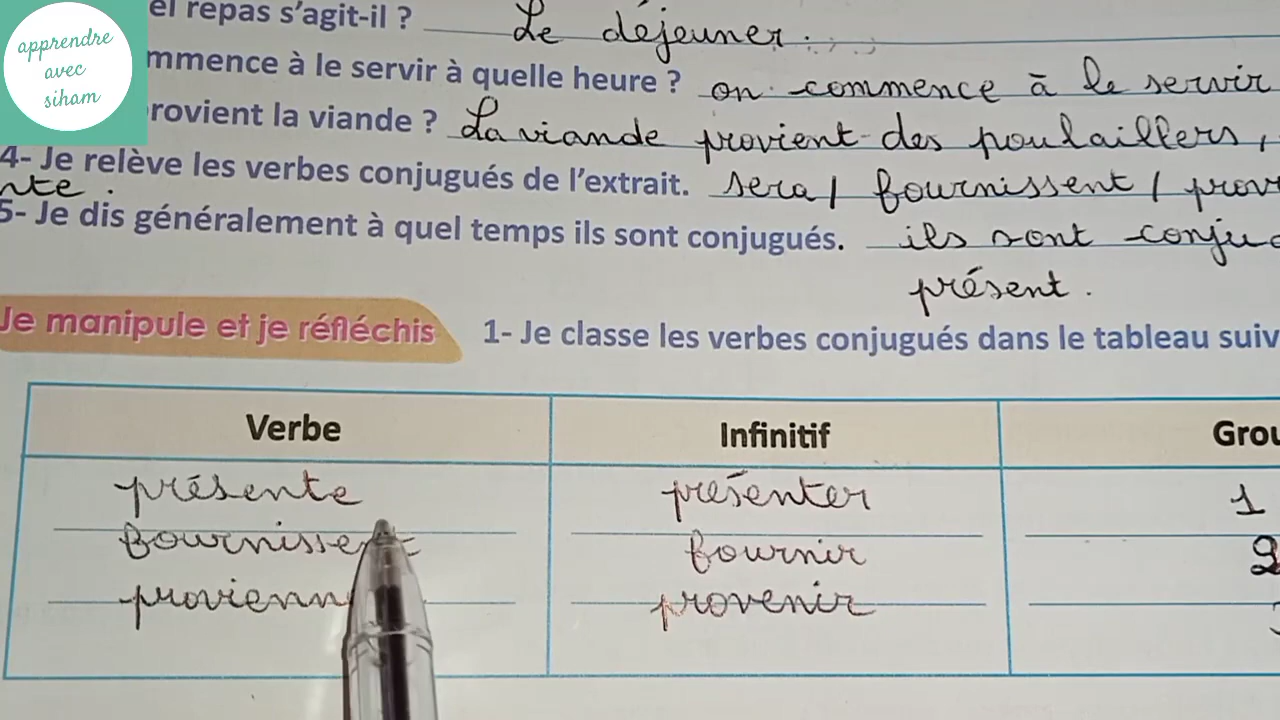 apprendre
avec
siham
el repas s'agit-il ? Le déjeuner.
mmence à le servir à quelle heure ? on commence à le servir
rovient la viande ? La viande provient des poulaillers,
4- Je relève les verbes conjugués de l'extrait. sera / fournissent / prov
nte.
5- Je dis généralement à quel temps ils sont conjugués. ils sont conju
présent.
Je manipule et je réfléchis 1- Je classe les verbes conjugués dans le tableau suiv
Verbe Infinitif Grou
présente présenter 1
fournissent fournir 2
provienn provenir